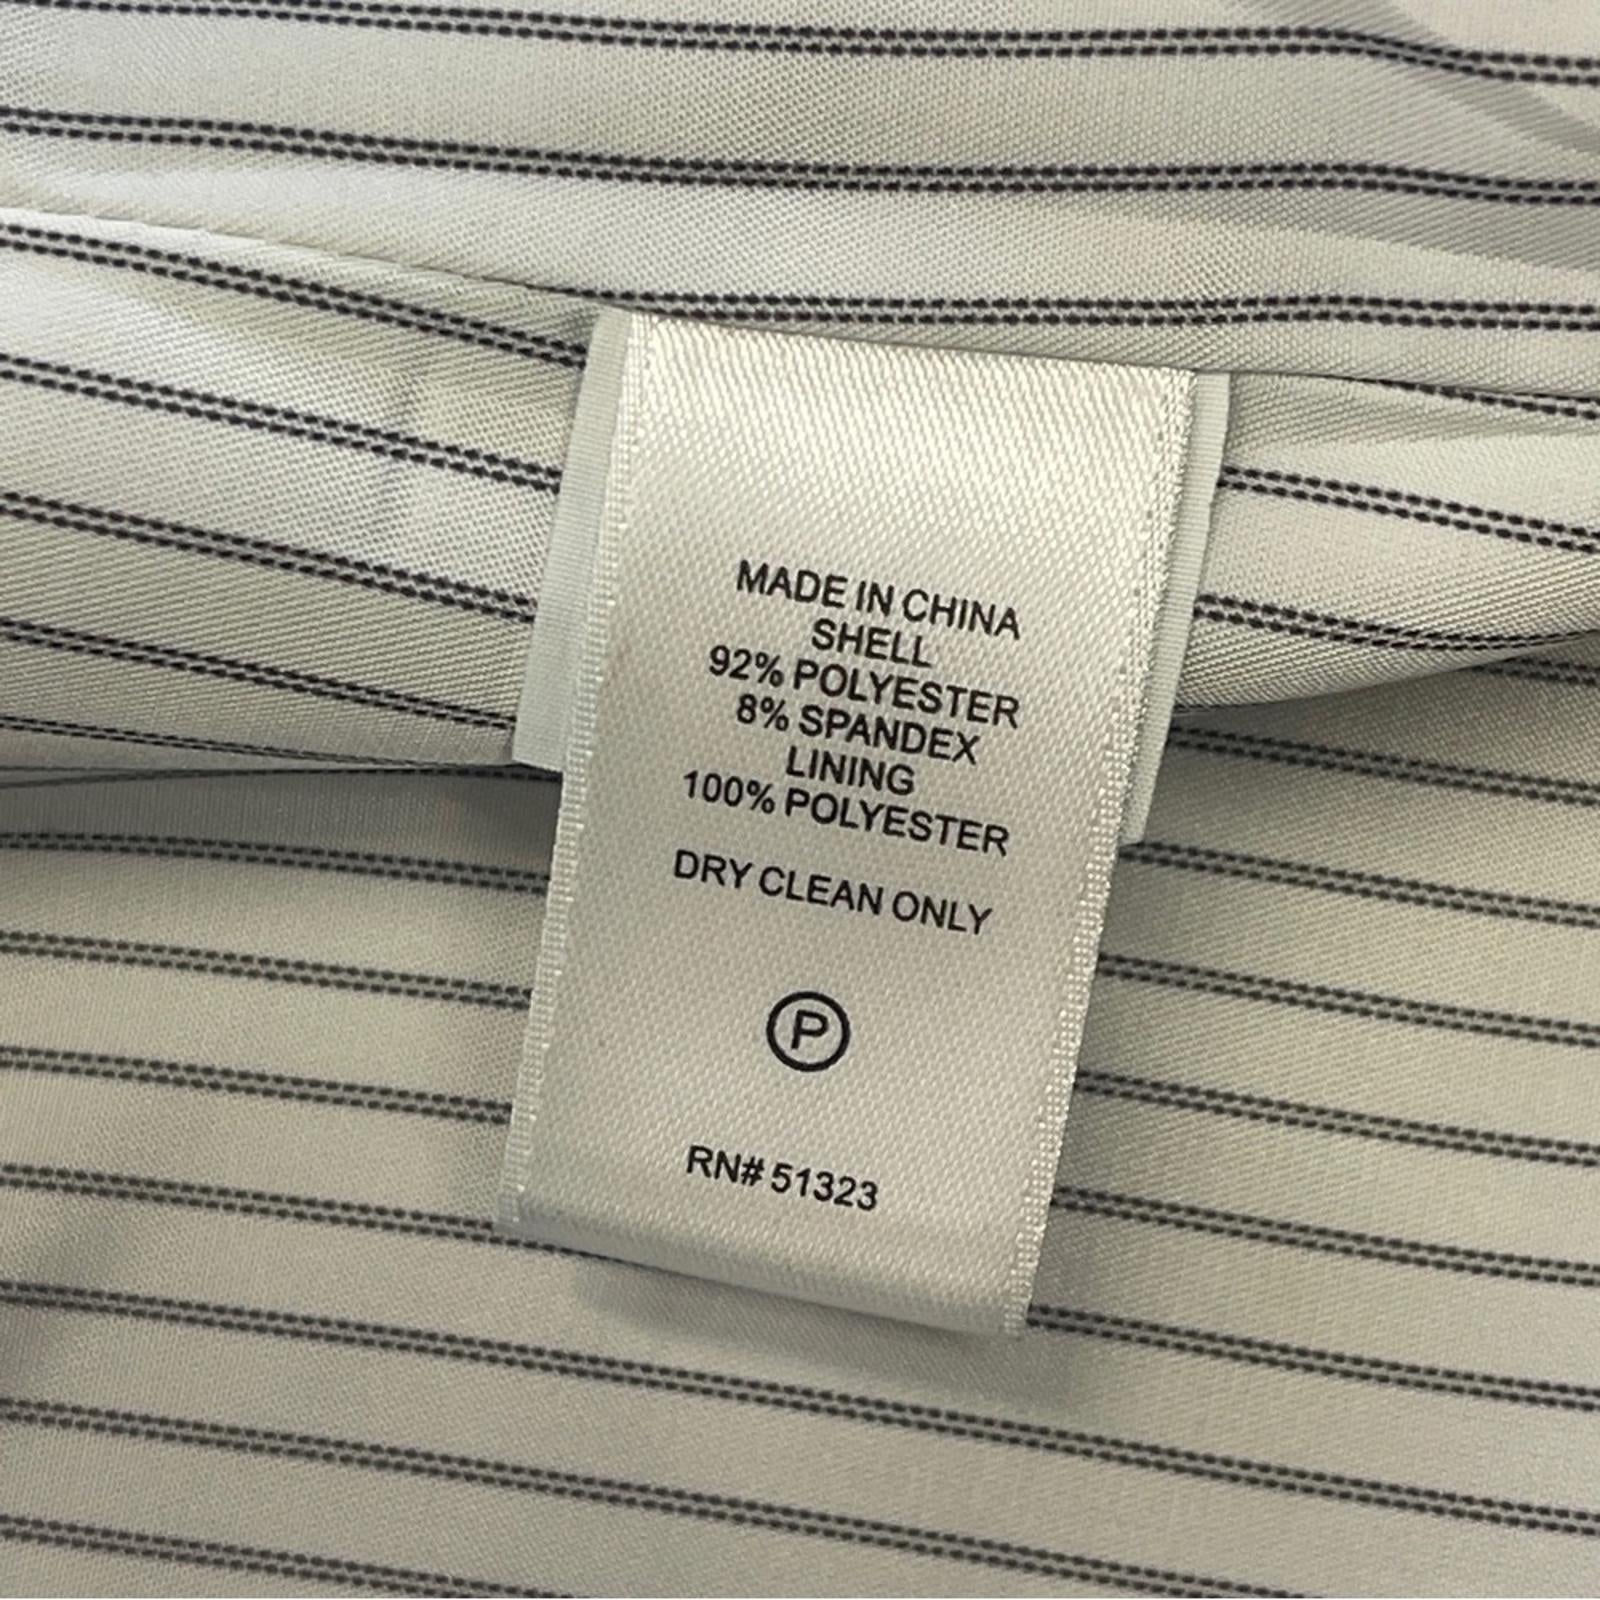 MADE IN CHINA
SHELL
92% POLYESTER
8% SPANDEX
LINING
100% POLYESTER
DRY CLEAN ONLY
P
RN# 51323